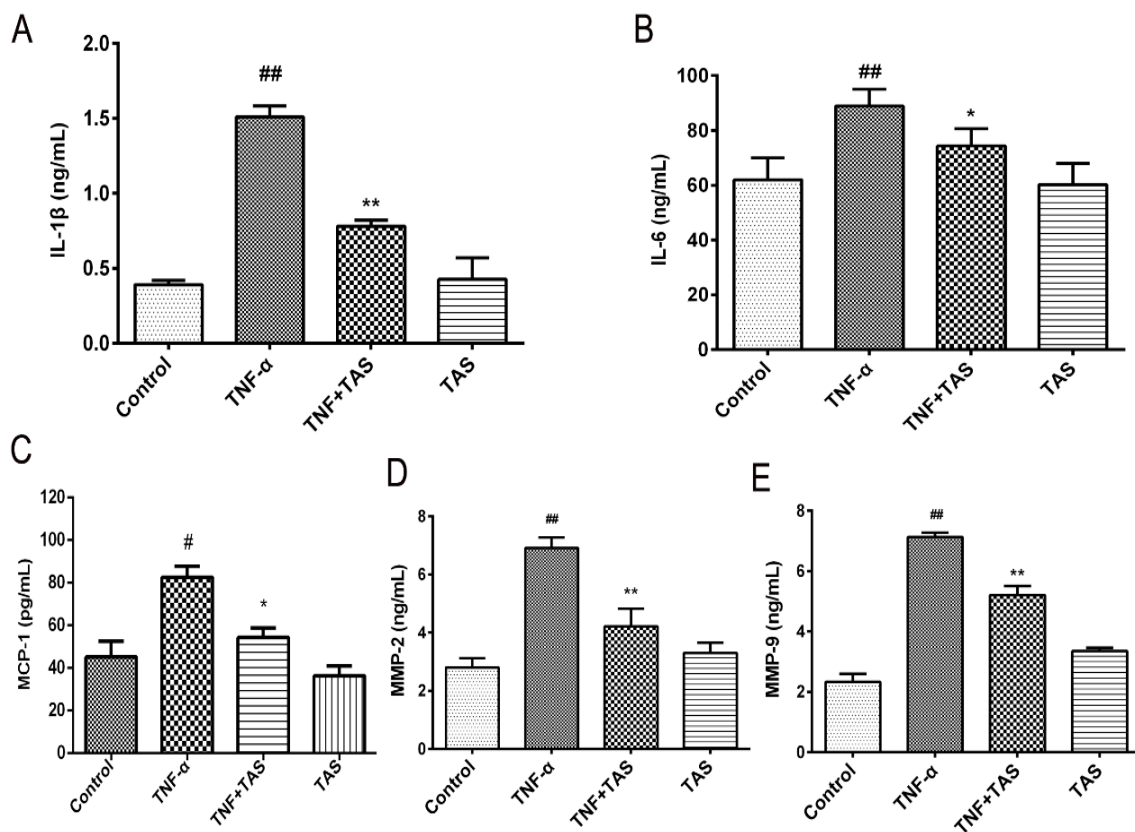 A
IL-1β (ng/mL)
2.0
1.5
1.0
0.5
0.0
##
**
Control
TNF-α
TNF+TAS
TAS
B
IL-6 (ng/mL)
100
80
60
40
20
0
##
*
Control
TNF-α
TNF+TAS
TAS
C
MCP-1 (pg/mL)
120
100
80
60
40
20
0
#
*
Control
TNF-α
TNF+TAS
TAS
D
MMP-2 (ng/mL)
8
6
4
2
0
##
**
Control
TNF-α
TNF+TAS
TAS
E
MMP-9 (ng/mL)
8
6
4
2
0
##
**
Control
TNF-α
TNF+TAS
TAS